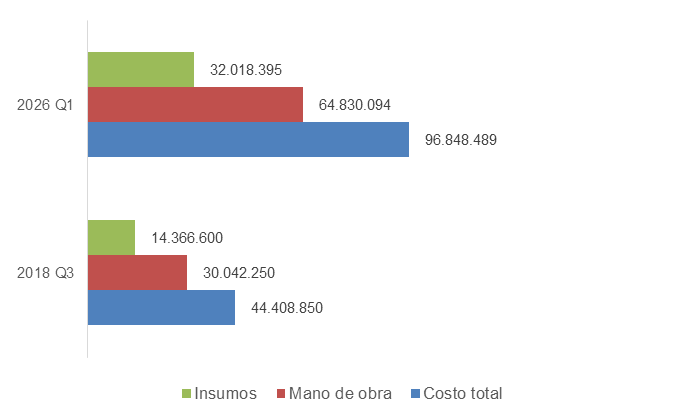 32.018.395
2026 Q1
64.830.094
96.848.489
14.366.600
2018 Q3
30.042.250
44.408.850
Insumos Mano de obra Costo total